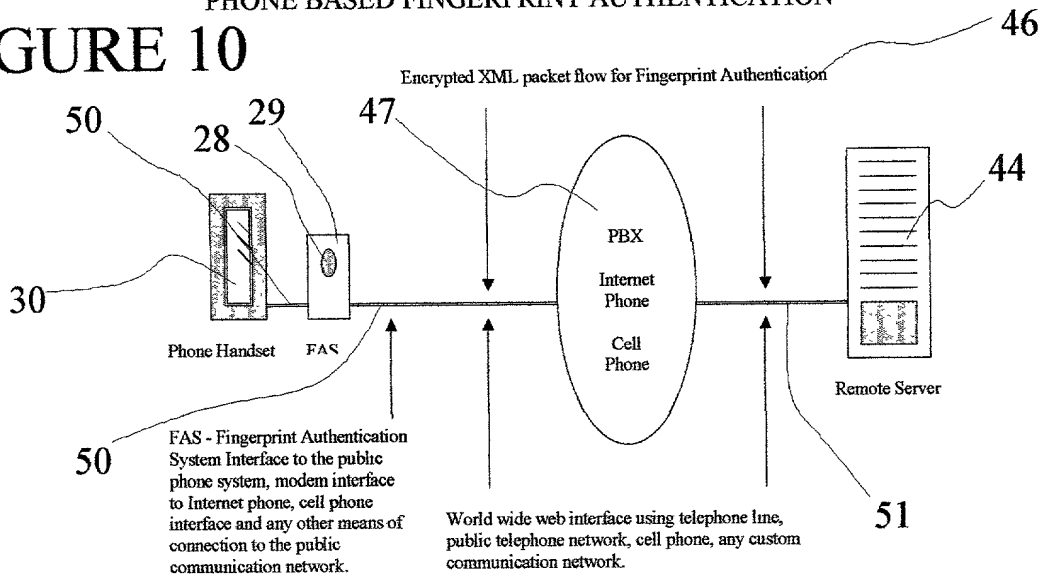 PHONE BASED FINGERPRINT AUTHENTICATION
GURE 10
46
Encrypted XML packet flow for Fingerprint Authentication
50
28
29
47
44
PBX
Internet
Phone
Cell
Phone
30
Phone Handset
FAS
Remote Server
50
FAS - Fingerprint Authentication
System Interface to the public
phone system, modem interface
to Internet phone, cell phone
interface and any other means of
connection to the public
communication network.
World wide web interface using telephone line,
public telephone network, cell phone, any custom
communication network.
51